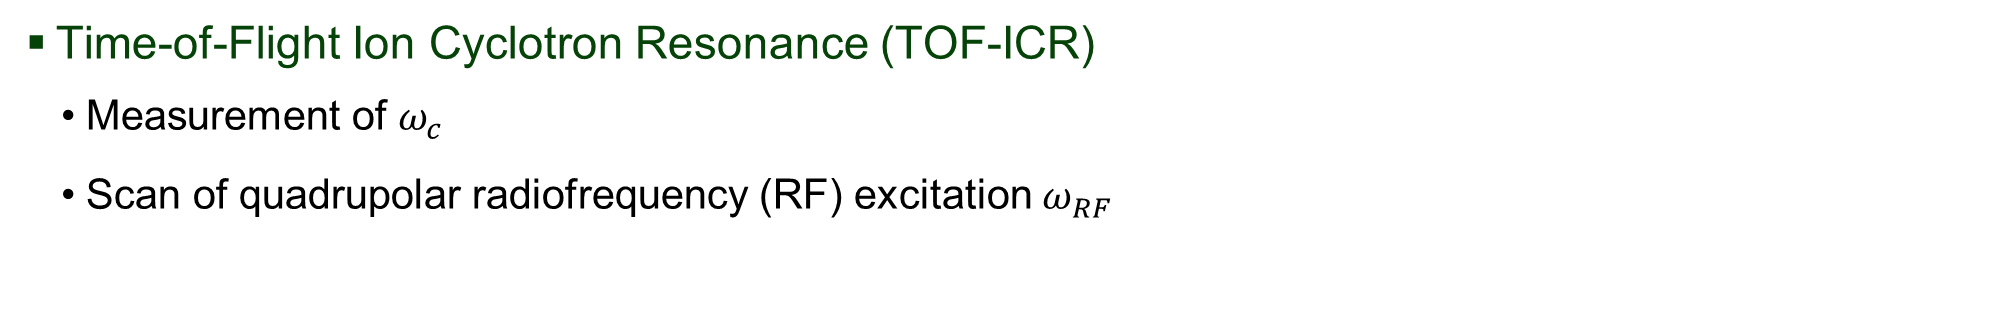 ▪ Time-of-Flight Ion Cyclotron Resonance (TOF-ICR)
• Measurement of 𝜔𝑐
• Scan of quadrupolar radiofrequency (RF) excitation 𝜔𝑅𝐹